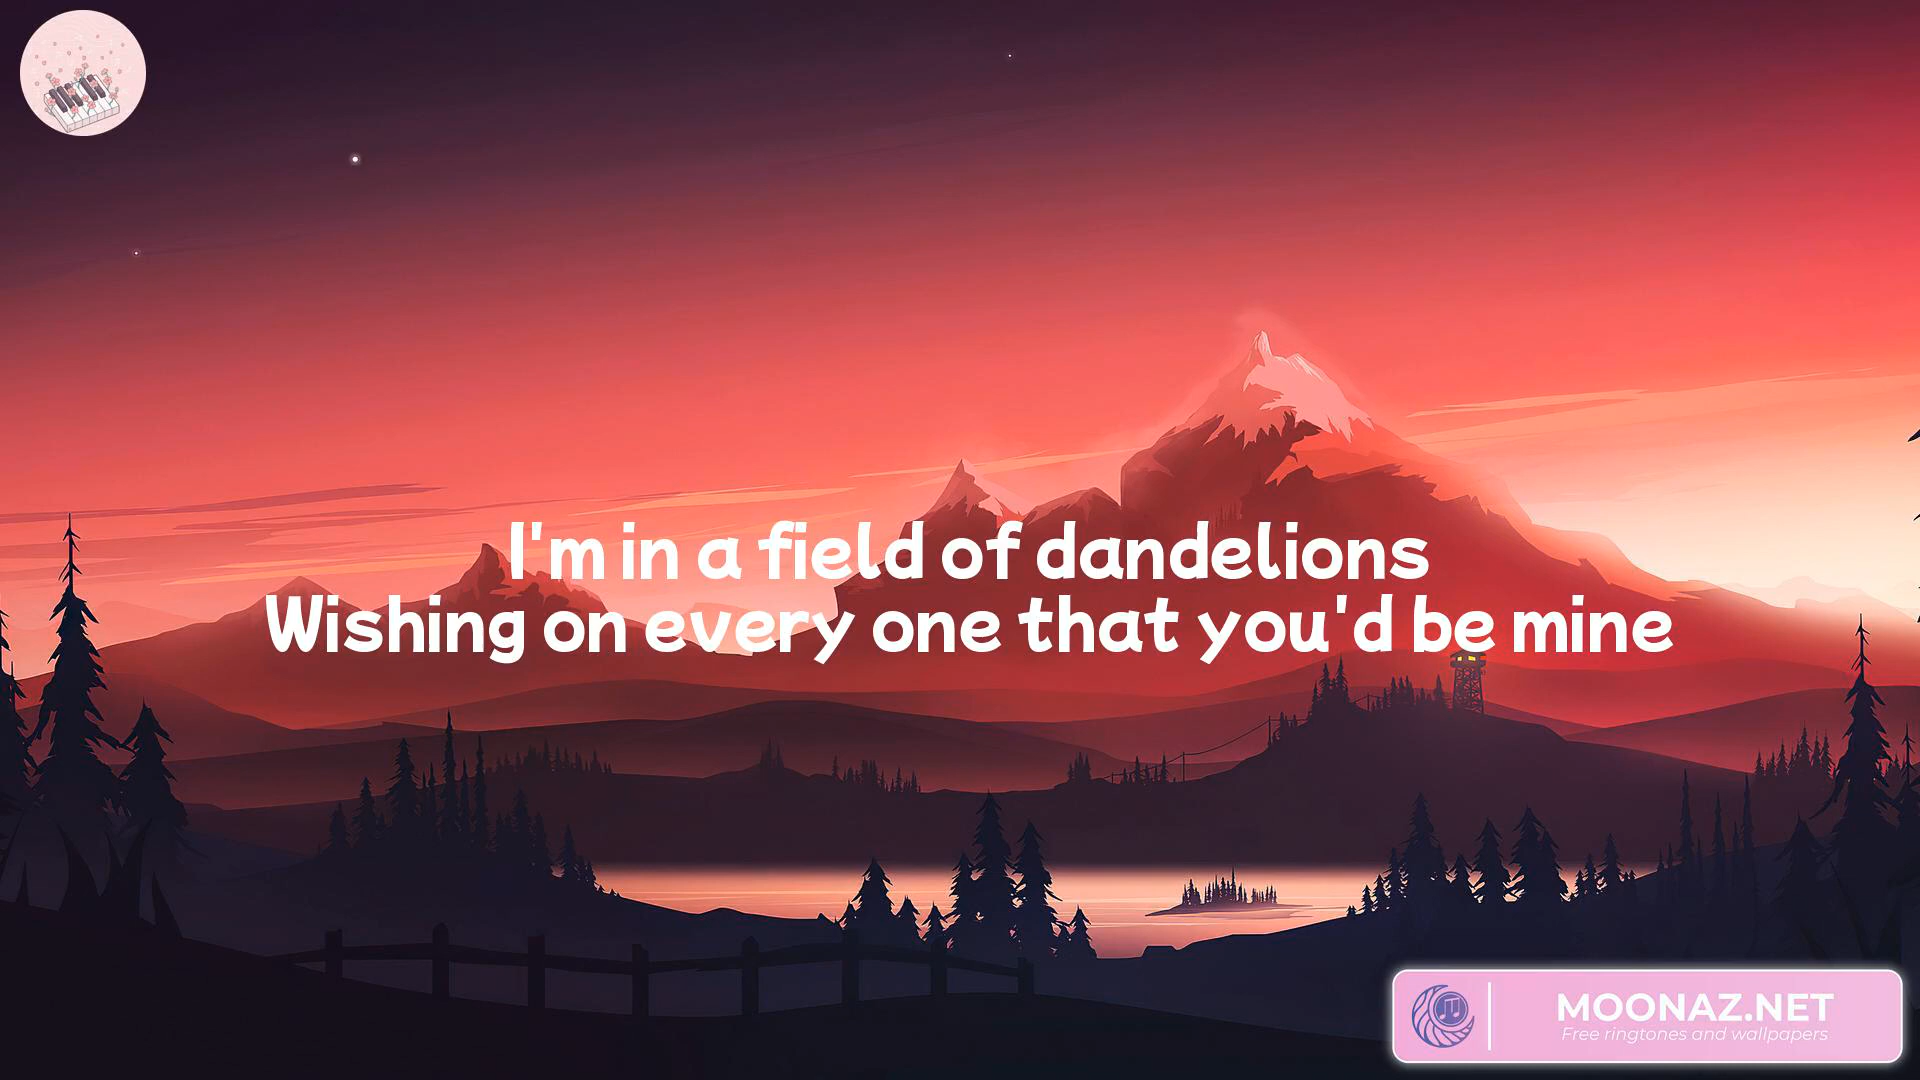 I'm in a field of dandelions
Wishing on every one that you'd be mine
MOONAZ.NET
Free ringtones and wallpapers